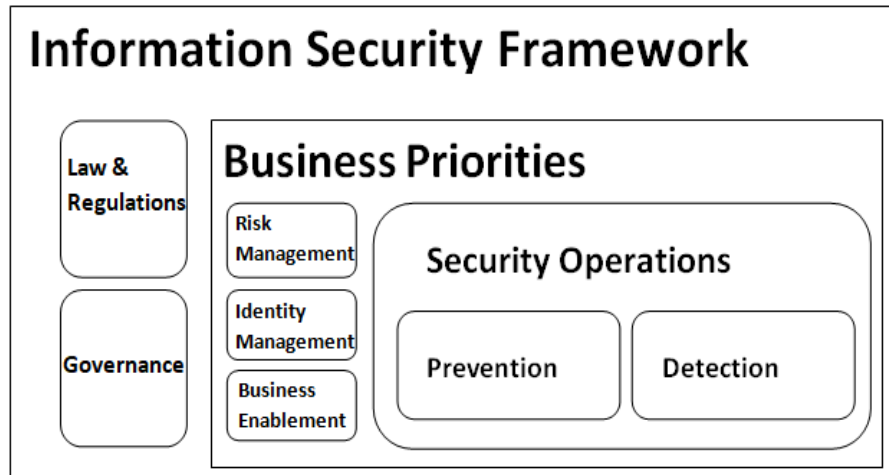 Information Security Framework
Law &
Regulations
Governance
Business Priorities
Risk
Management
Identity
Management
Business
Enablement
Security Operations
Prevention
Detection